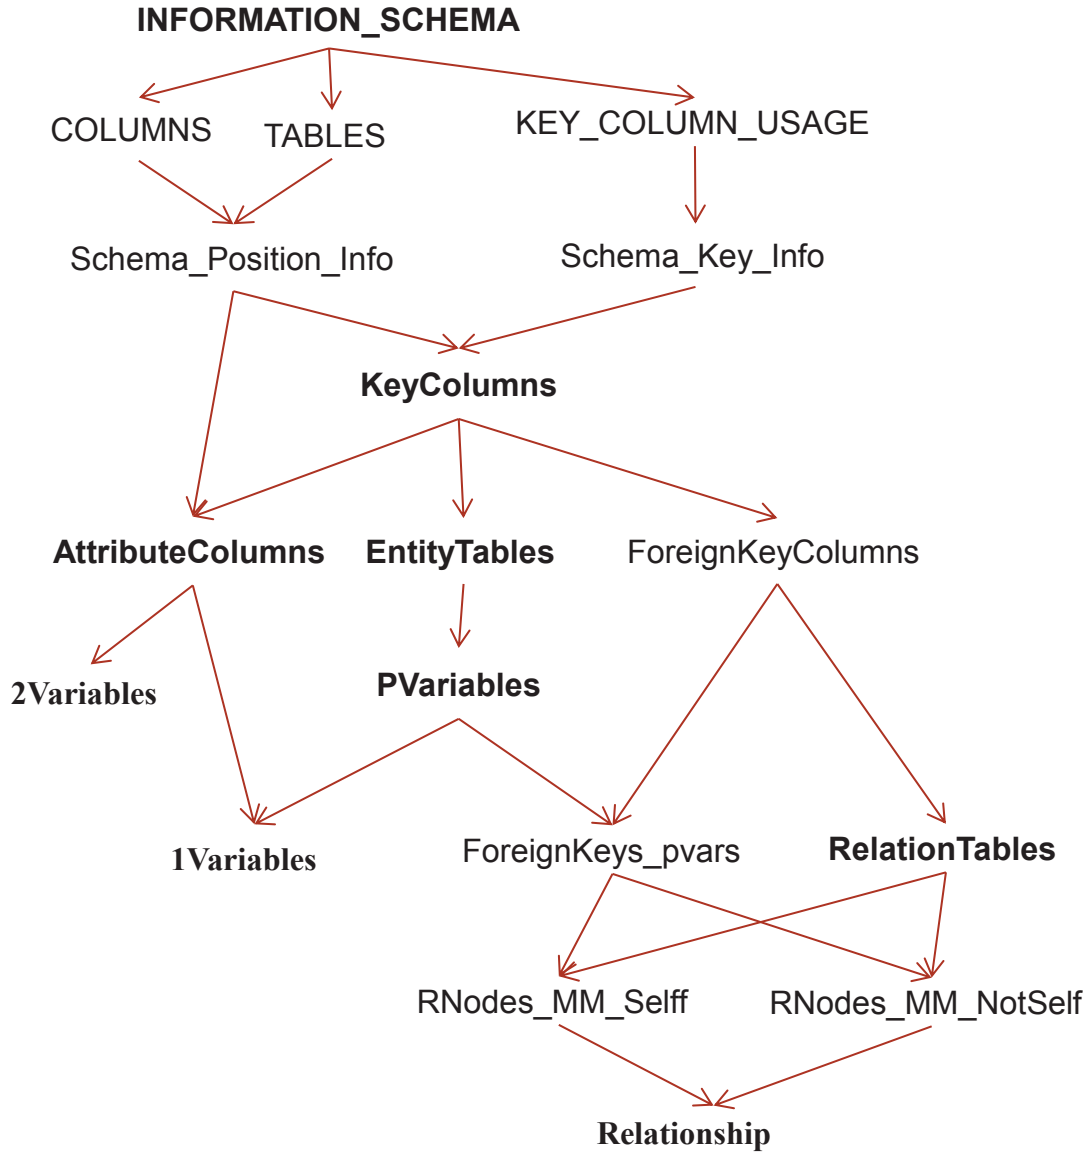 INFORMATION_SCHEMA
COLUMNS
TABLES
KEY_COLUMN_USAGE
Schema_Position_Info
Schema_Key_Info
KeyColumns
AttributeColumns
EntityTables
ForeignKeyColumns
2Variables
PVariables
1Variables
ForeignKeys_pvars
RelationTables
RNodes_MM_Selff
RNodes_MM_NotSelf
Relationship